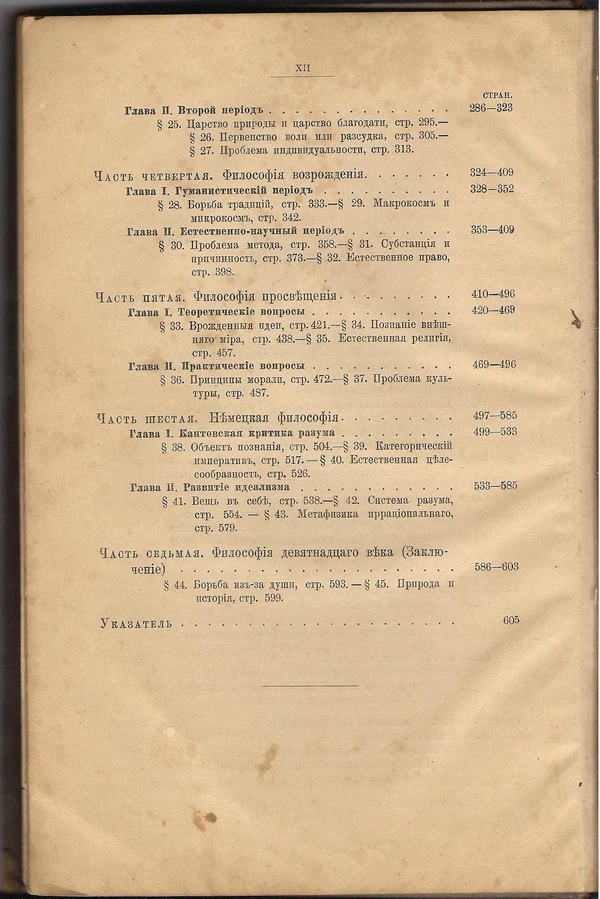 XII
СТРАН.
Глава II. Второй періодъ . . . . . . . . . . . . . . 286—323
§ 25. Царство природы и царство благодати, стр. 295.—
§ 26. Первенство воли или разсудка, стр. 305.—
§ 27. Проблема индивидуальности, стр. 313.
Часть четвертая. Философія возрожденія. . . . . . . 324—409
Глава I. Гуманистическій періодъ . . . . . . . . . . 328—352
§ 28. Борьба традицій, стр. 333.—§ 29. Макрокосмъ и
микрокосмъ, стр. 342.
Глава II. Естественно-научный періодъ . . . . . . . . 353—409
§ 30. Проблема метода, стр. 358.—§ 31. Субстанція и
причинность, стр. 373.—§ 32. Естественное право,
стр. 398.
Часть пятая. Философія просвѣщенія . . . . . . . . . 410—496
Глава I. Теоретическіе вопросы . . . . . . . . . . . 420—469
§ 33. Врожденныя идеи, стр. 421.—§ 34. Познаніе внѣш-
няго міра, стр. 438.—§ 35. Естественная религія,
стр. 457.
Глава II. Практическіе вопросы . . . . . . . . . . . 469—496
§ 36. Принципы морали, стр. 472.—§ 37. Проблема куль-
туры, стр. 487.
Часть шестая. Нѣмецкая философія. . . . . . . . . . 497—585
Глава I. Кантовская критика разума . . . . . . . . . 499—533
§ 38. Объект познанія, стр. 504.—§ 39. Категорическій
императивъ, стр. 517.—§ 40. Естественная цѣле-
сообразность, стр. 526.
Глава II. Развитіе идеализма . . . . . . . . . . . . 533—585
§ 41. Вещь въ себѣ, стр. 538.—§ 42. Система разума,
стр. 554. — § 43. Метафизика ирраціональнаго,
стр. 579.
Часть седьмая. Философія девятнадцаго вѣка (Заклю-
ченіе) . . . . . . . . . . . . . . . . . . . . . . 586—603
§ 44. Борьба изъ-за души, стр. 593.—§ 45. Природа и
исторія, стр. 599.
Указатель . . . . . . . . . . . . . . . . . . . . 605